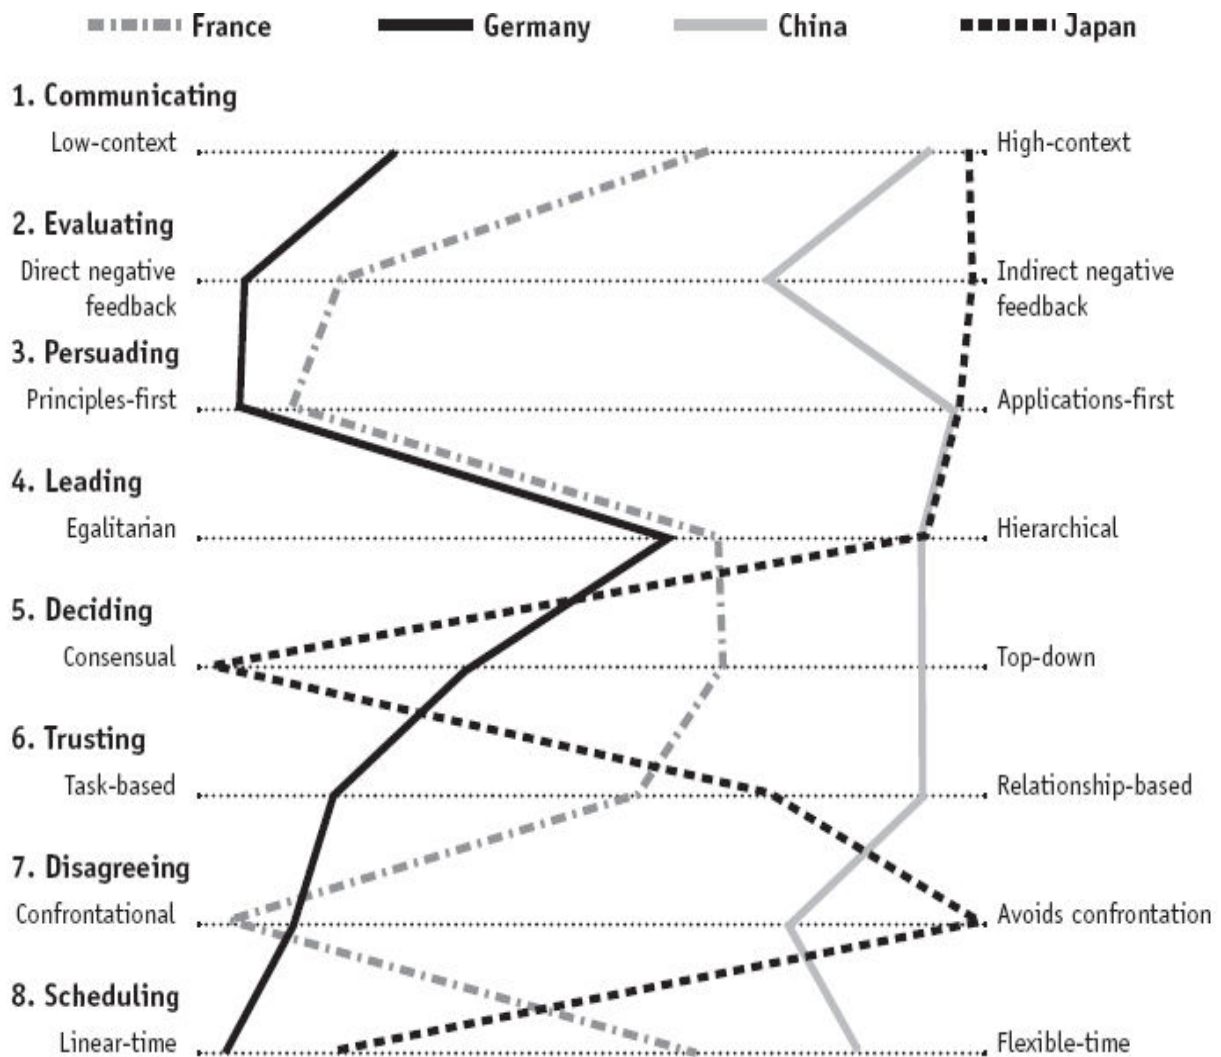 France Germany China Japan
1. Communicating
Low-context High-context
2. Evaluating
Direct negative feedback Indirect negative feedback
3. Persuading
Principles-first Applications-first
4. Leading
Egalitarian Hierarchical
5. Deciding
Consensual Top-down
6. Trusting
Task-based Relationship-based
7. Disagreeing
Confrontational Avoids confrontation
8. Scheduling
Linear-time Flexible-time